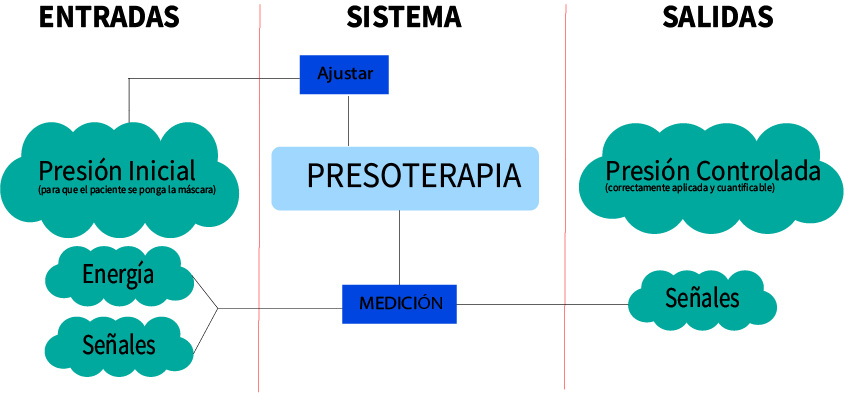 ENTRADAS
SISTEMA
SALIDAS
Ajustar
Presión Inicial
(para que el paciente se ponga la máscara)
PRESOTERAPIA
Presión Controlada
(correctamente aplicada y cuantificable)
Energía
MEDICIÓN
Señales
Señales